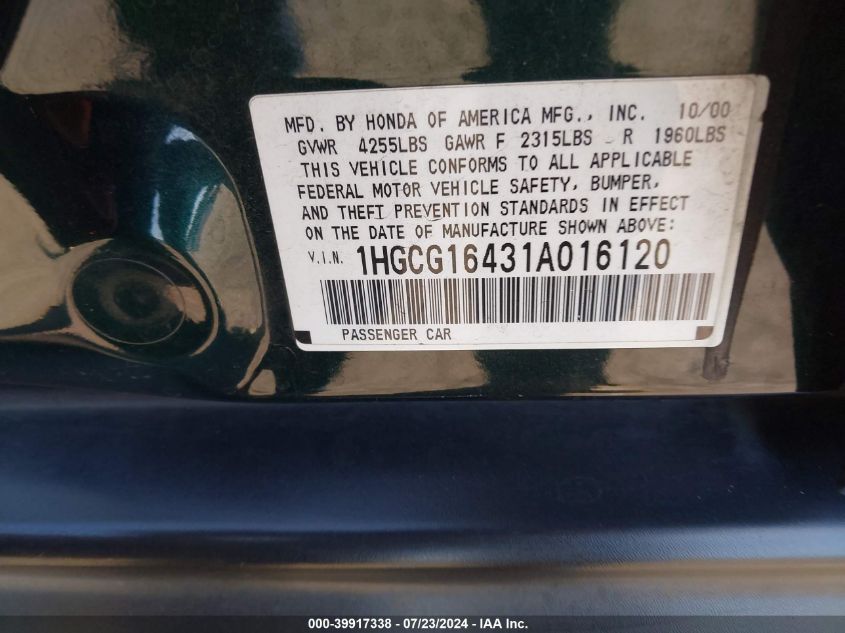 MFD. BY HONDA OF AMERICA MFG., INC. 10/00
GVWR 4255LBS GAWR F 2315LBS R 1960LBS
THIS VEHICLE CONFORMS TO ALL APPLICABLE
FEDERAL MOTOR VEHICLE SAFETY, BUMPER,
AND THEFT PREVENTION STANDARDS IN EFFECT
ON THE DATE OF MANUFACTURE SHOWN ABOVE:
V.I.N. 1HGCG16431A016120
PASSENGER CAR
000-39917338 - 07/23/2024 - IAA Inc.